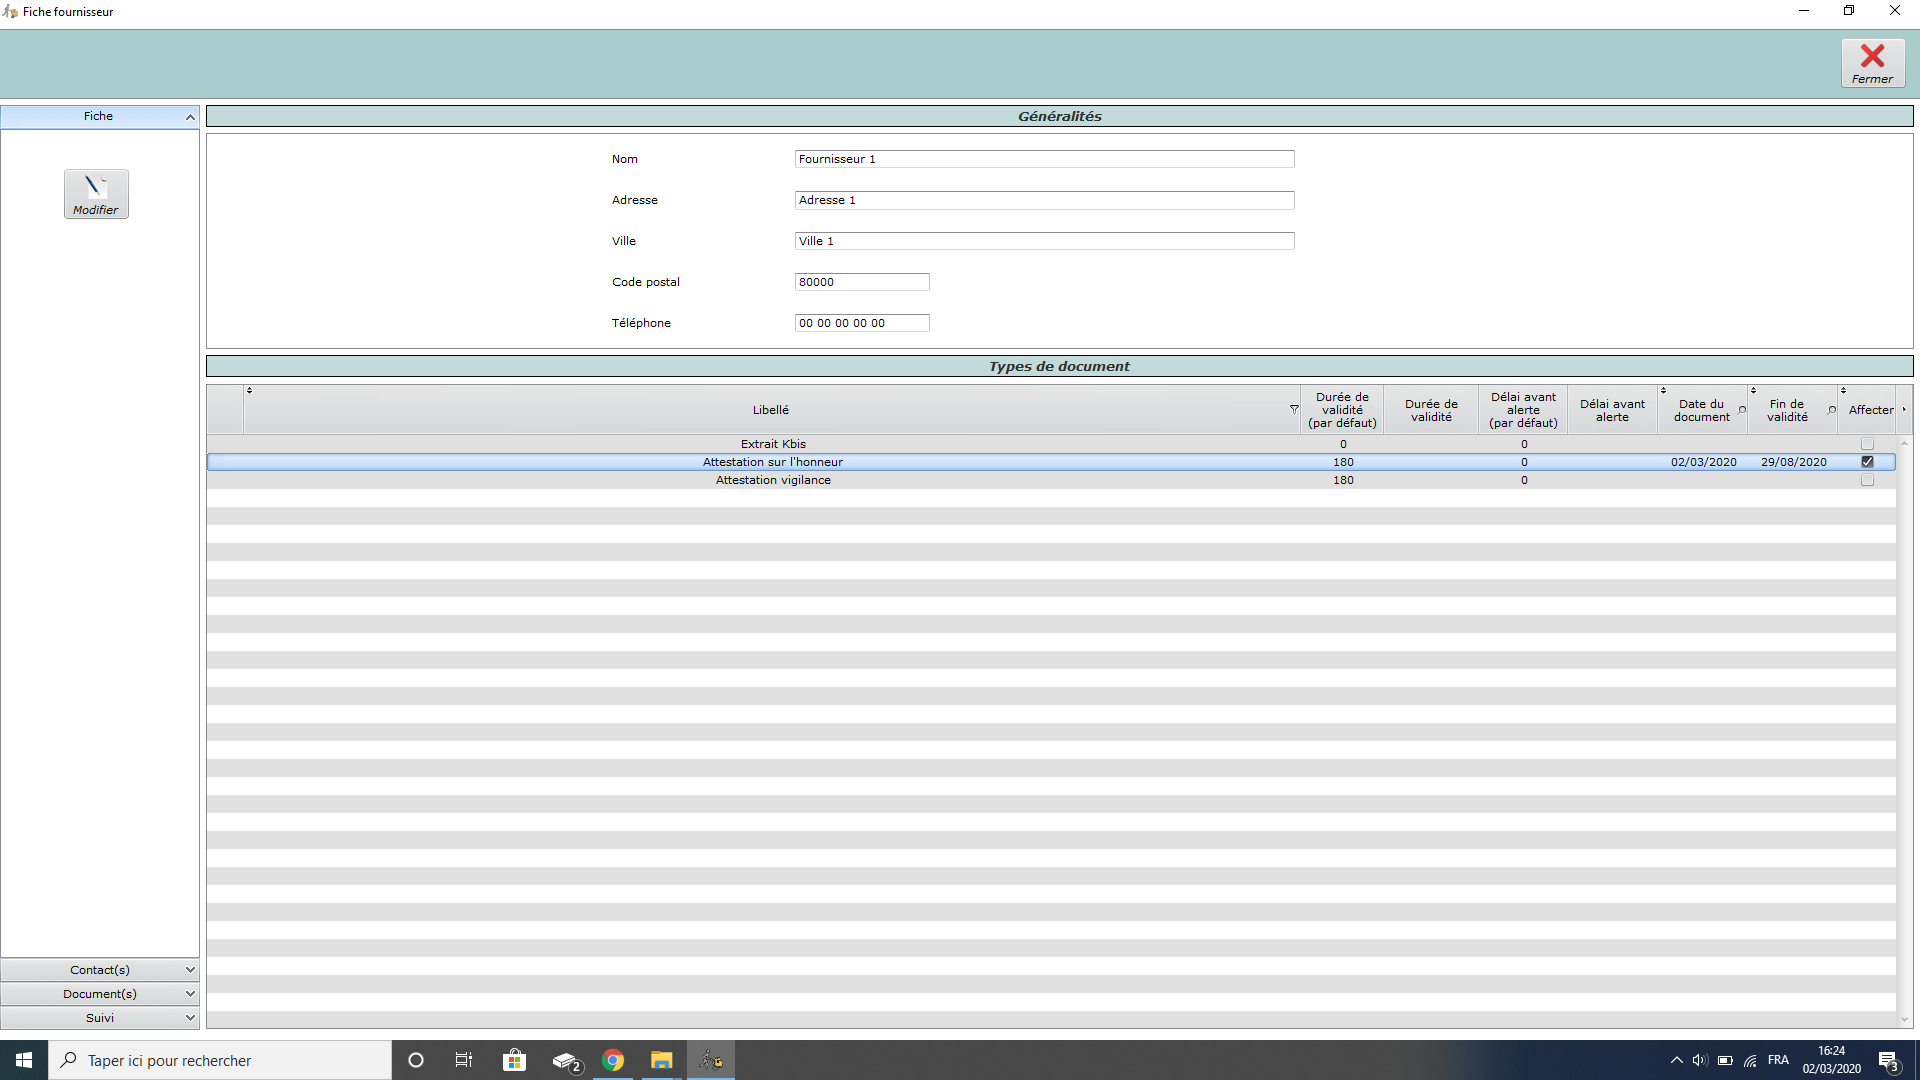 Fiche fournisseur
Fermer
Fiche
Modifier
Généralités
Nom
Fournisseur 1
Adresse
Adresse 1
Ville
Ville 1
Code postal
80000
Téléphone
00 00 00 00 00
Types de document
Libellé
Durée de validité (par défaut)
Durée de validité
Délai avant alerte (par défaut)
Délai avant alerte
Date du document
Fin de validité
Affecter
Extrait Kbis 0 0
Attestation sur l'honneur 180 0 02/03/2020 29/08/2020
Attestation vigilance 180 0
Contact(s)
Document(s)
Suivi
Taper ici pour rechercher
2
FRA
16:24
02/03/2020
3